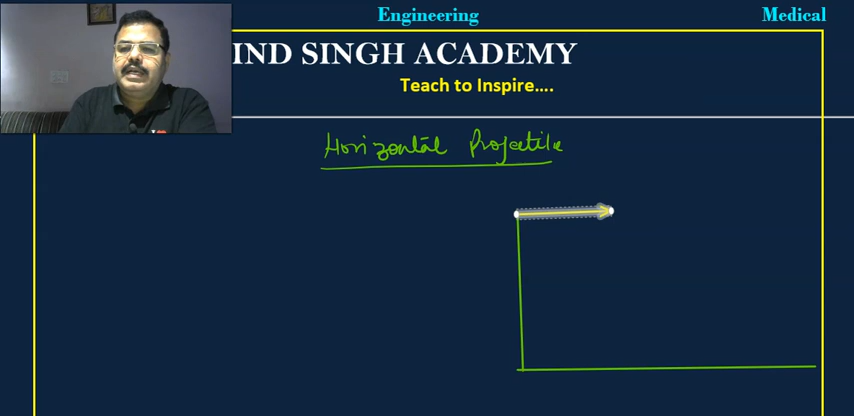 Engineering Medical
IND SINGH ACADEMY
Teach to Inspire....
Horizontal Projectile